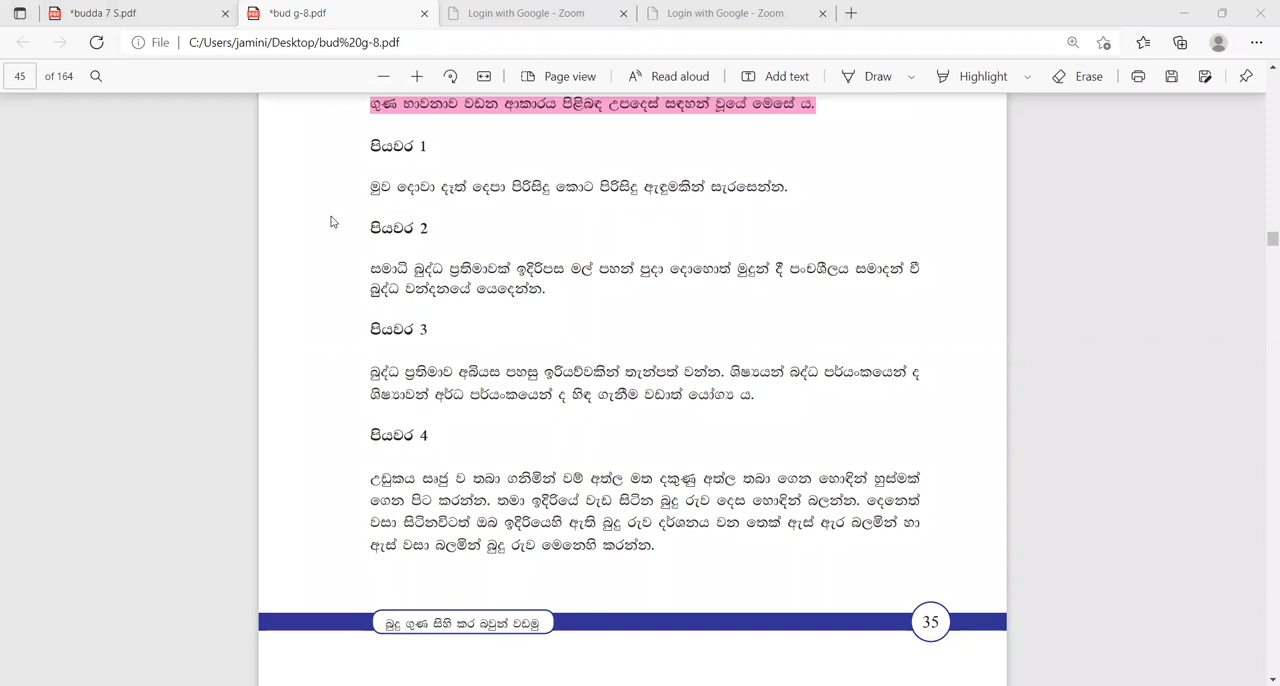 *budda 7 S.pdf
*bud g-8.pdf
Login with Google - Zoom
Login with Google - Zoom
File
C:/Users/jamini/Desktop/bud%20g-8.pdf
45 of 164
Page view
Read aloud
Add text
Draw
Highlight
Erase
ගුණ භාවනාව වඩන ආකාරය පිළිබඳ උපදෙස් සඳහන් වූයේ මෙසේ ය.
පියවර 1
මුව දොවා දෑත් දෙපා පිරිසිදු කොට පිරිසිදු ඇඳුමකින් සැරසෙන්න.
පියවර 2
සමාධි බුද්ධ ප්‍රතිමාවක් ඉදිරිපස මල් පහන් පුදා දොහොත් මුදුන් දී පංචශීලය සමාදන් වී
බුද්ධ වන්දනයේ යෙදෙන්න.
පියවර 3
බුද්ධ ප්‍රතිමාව අබියස පහසු ඉරියව්වකින් තැන්පත් වන්න. ශිෂ්‍යයන් බද්ධ පර්යංකයෙන් ද
ශිෂ්‍යාවන් අර්ධ පර්යංකයෙන් ද හිඳ ගැනීම වඩාත් යෝග්‍ය ය.
පියවර 4
උඩුකය සෘජු ව තබා ගනිමින් වම් අත්ල මත දකුණු අත්ල තබා ගෙන හොඳින් හුස්මක්
ගෙන පිට කරන්න. තමා ඉදිරියේ වැඩ සිටින බුදු රුව දෙස හොඳින් බලන්න. දෙනෙත්
වසා සිටිනවිටත් ඔබ ඉදිරියෙහි ඇති බුදු රුව දර්ශනය වන තෙක් ඇස් ඇර බලමින් හා
ඇස් වසා බලමින් බුදු රුව මෙනෙහි කරන්න.
බුදු ගුණ සිහි කර බවුන් වඩමු
35